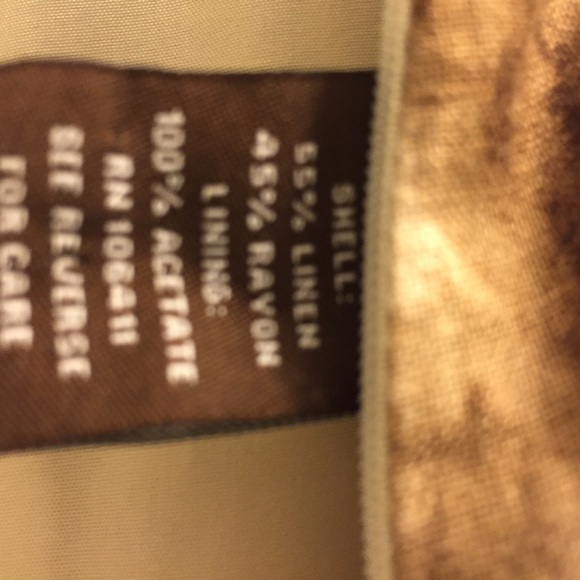 SHELL:
55% LINEN
45% RAYON
LINING:
100% ACETATE
RN 106411
SEE REVERSE
FOR CARE